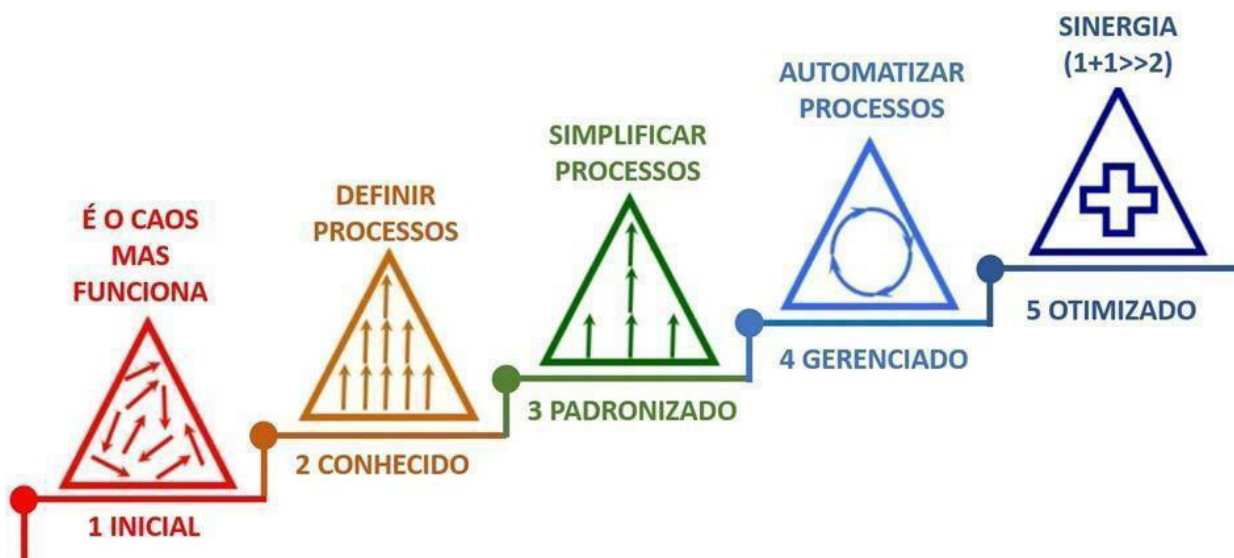 É O CAOS
MAS
FUNCIONA
1 INICIAL
DEFINIR
PROCESSOS
2 CONHECIDO
SIMPLIFICAR
PROCESSOS
3 PADRONIZADO
AUTOMATIZAR
PROCESSOS
4 GERENCIADO
SINERGIA
(1+1>>2)
5 OTIMIZADO